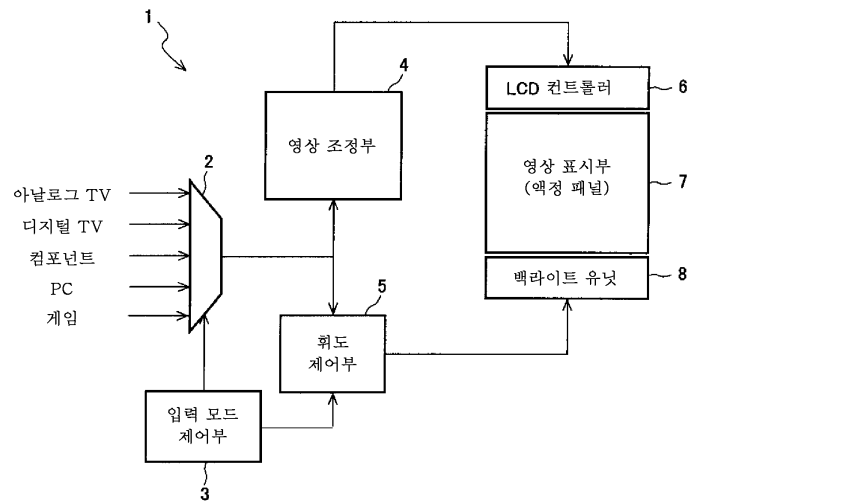 1
4
영상 조정부
LCD 컨트롤러
6
영상 표시부
(액정 패널)
7
2
아날로그 TV
디지털 TV
컴포넌트
PC
게임
백라이트 유닛
8
5
휘도
제어부
입력 모드
제어부
3